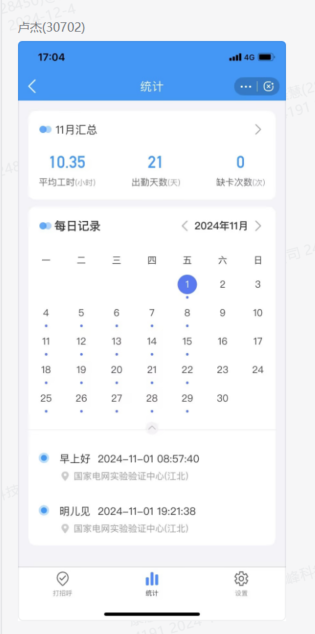 卢杰(30702)
17:04 4G
统计
11月汇总
10.35 21 0
平均工时(小时) 出勤天数(天) 缺卡次数(次)
每日记录 2024年11月
一 二 三 四 五 六 日
1 2 3
4 5 6 7 8 9 10
11 12 13 14 15 16 17
18 19 20 21 22 23 24
25 26 27 28 29 30
早上好 2024-11-01 08:57:40
国家电网实验验证中心(江北)
明儿见 2024-11-01 19:21:38
国家电网实验验证中心(江北)
打招呼 统计 设置